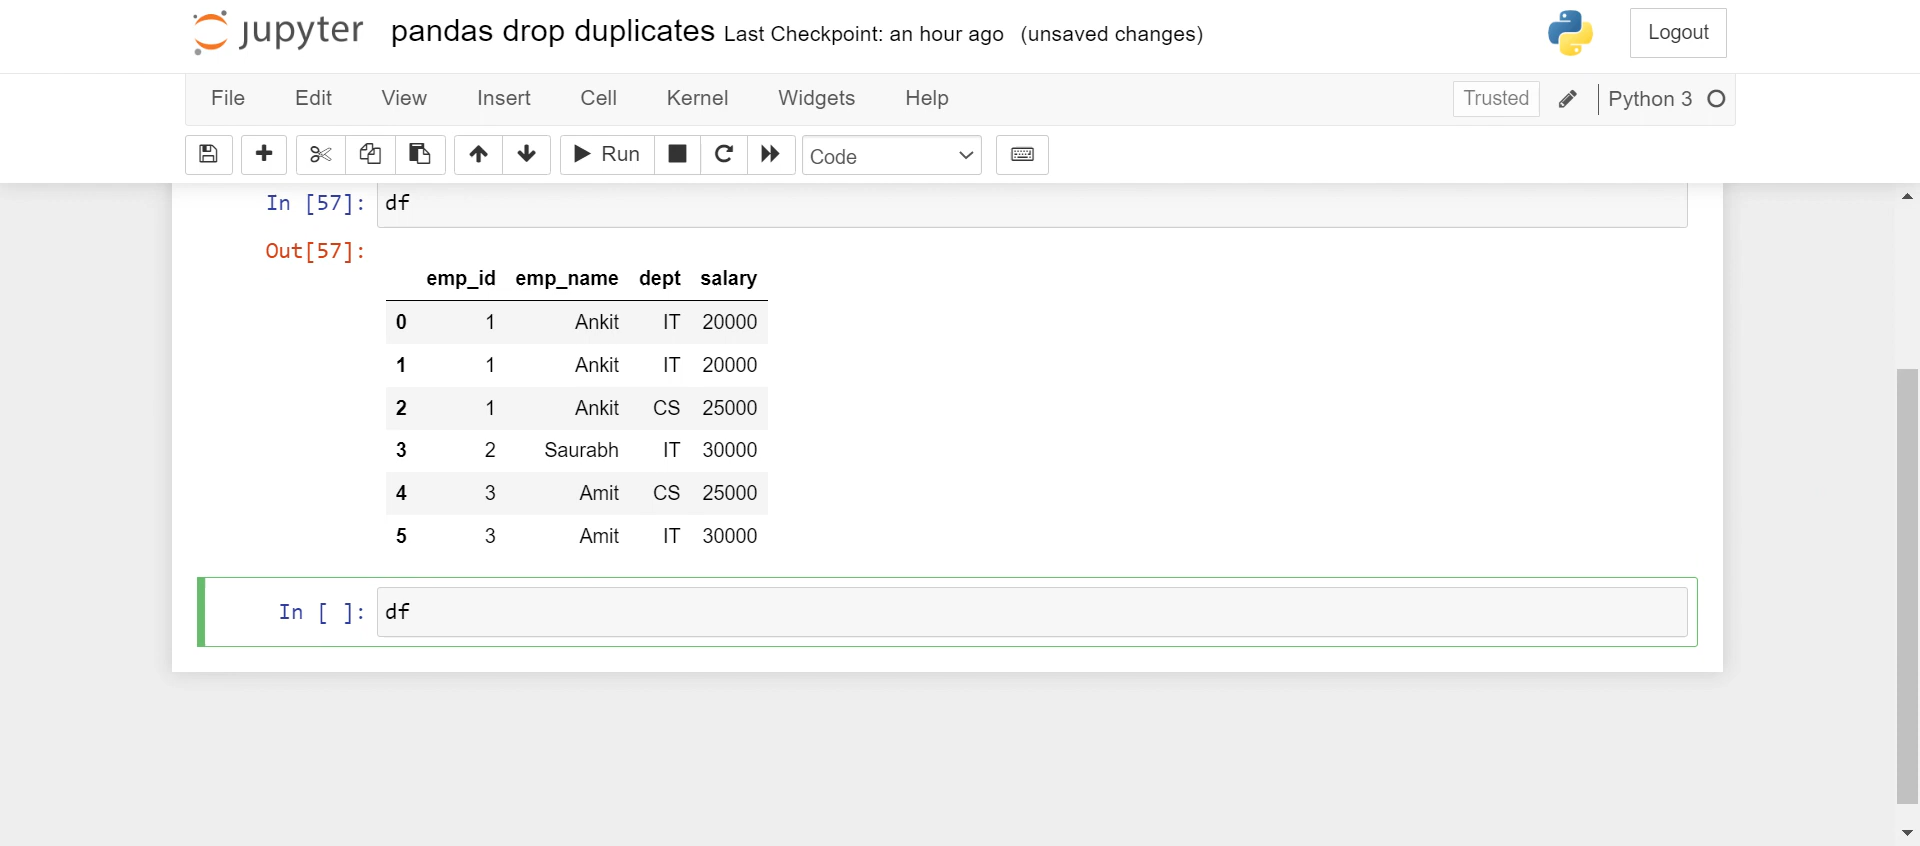 jupyter pandas drop duplicates Last Checkpoint: an hour ago (unsaved changes) Logout
File Edit View Insert Cell Kernel Widgets Help Trusted Python 3
Run Code
In [57]: df
Out[57]:
emp_id emp_name dept salary
0 1 Ankit IT 20000
1 1 Ankit IT 20000
2 1 Ankit CS 25000
3 2 Saurabh IT 30000
4 3 Amit CS 25000
5 3 Amit IT 30000
In [ ]: df